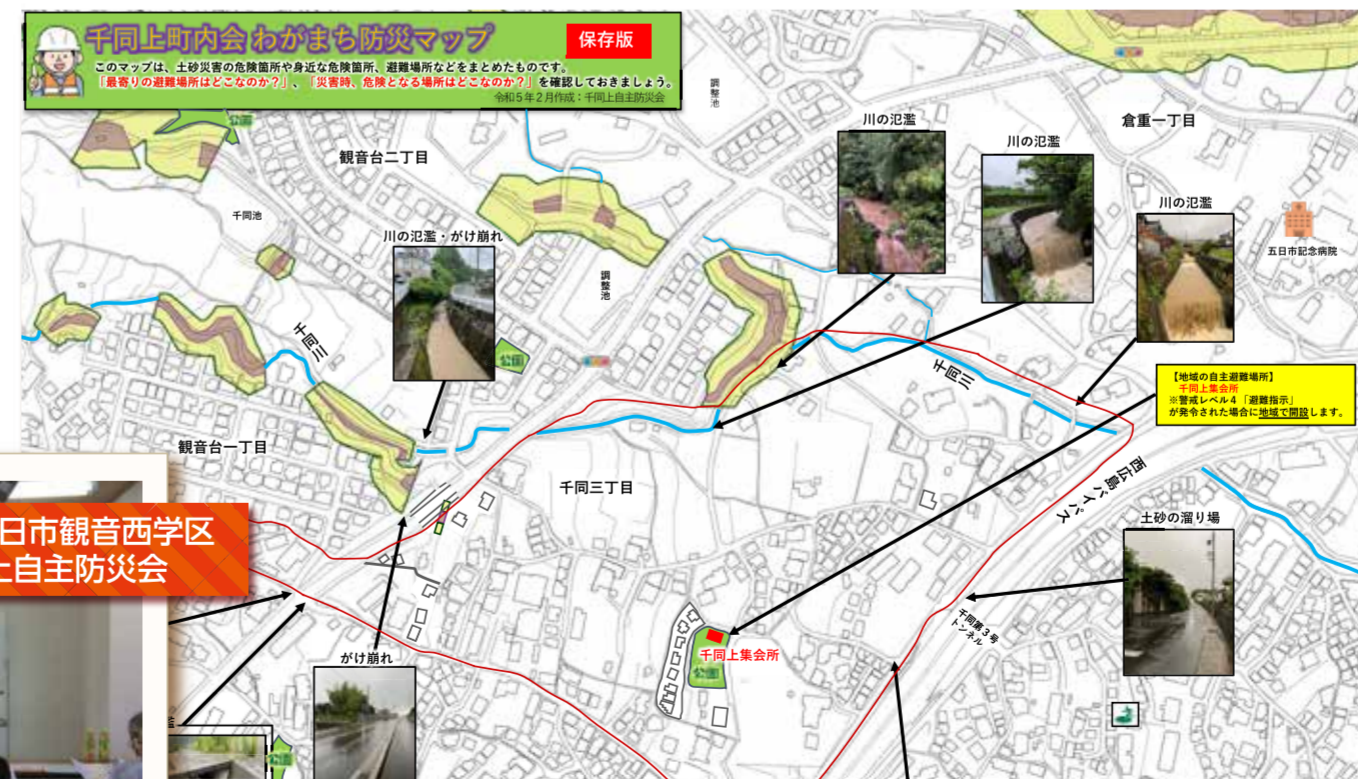 千同上町内会 わがまち防災マップ
保存版
このマップは、土砂災害の危険箇所や身近な危険箇所、避難場所などをまとめたものです。
「最寄りの避難場所はどこなのか？」、「災害時、危険となる場所はどこなのか？」を確認しておきましょう。
令和5年2月作成：千同上自主防災会
公園
調整池
観音台二丁目
千同池
川の氾濫・がけ崩れ
調整池
川の氾濫
川の氾濫
倉重一丁目
川の氾濫
五日市記念病院
千同川
公園
千同川
【地域の自主避難場所】
千同上集会所
※警戒レベル４「避難指示」
が発令された場合に地域で開設します。
観音台一丁目
千同三丁目
西広島バイパス
土砂の溜り場
日市観音西学区
上自主防災会
千同第３号
トンネル
がけ崩れ
千同上集会所
公園
濫
公園